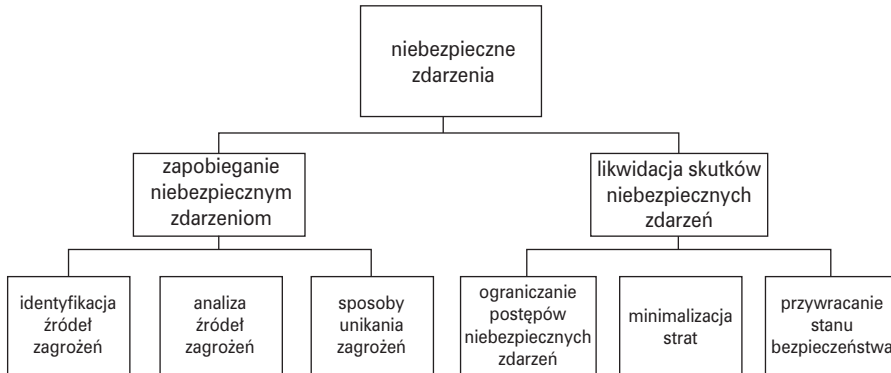 niebezpieczne
zdarzenia
zapobieganie
niebezpiecznym
zdarzeniom
likwidacja skutków
niebezpiecznych
zdarzeń
identyfikacja
źródeł
zagrożeń
analiza
źródeł
zagrożeń
sposoby
unikania
zagrożeń
ograniczanie
postępów
niebezpiecznych
zdarzeń
minimalizacja
strat
przywracanie
stanu
bezpieczeństwa